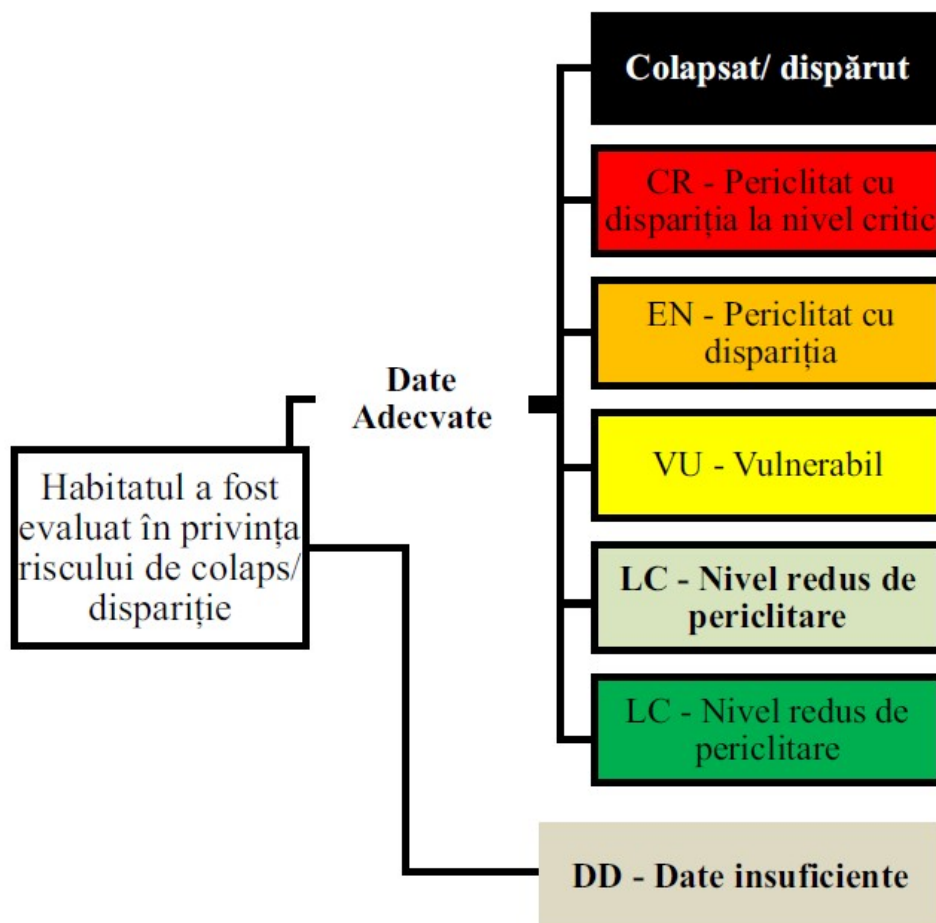 Colapsat/ dispărut
CR - Periclitat cu
dispariția la nivel critic
EN - Periclitat cu
dispariția
Date
Adecvate
VU - Vulnerabil
Habitatul a fost
evaluat în privința
riscului de colaps/
dispariție
LC - Nivel redus de
periclitare
LC - Nivel redus de
periclitare
DD - Date insuficiente